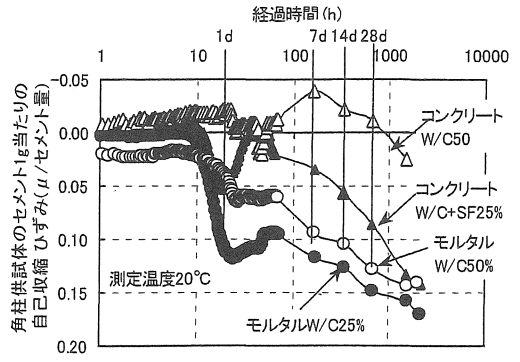 経過時間(h)
1d 7d 14d 28d
1 10 100 1000 10000
-0.05
0.00
0.05
0.10
0.15
0.20
角柱供試体のセメント1g当たりの
自己収縮 ひずみ(μ/セメント量)
コンクリート
W/C50
コンクリート
W/C+SF25%
モルタル
W/C50%
測定温度20℃
モルタルW/C25%